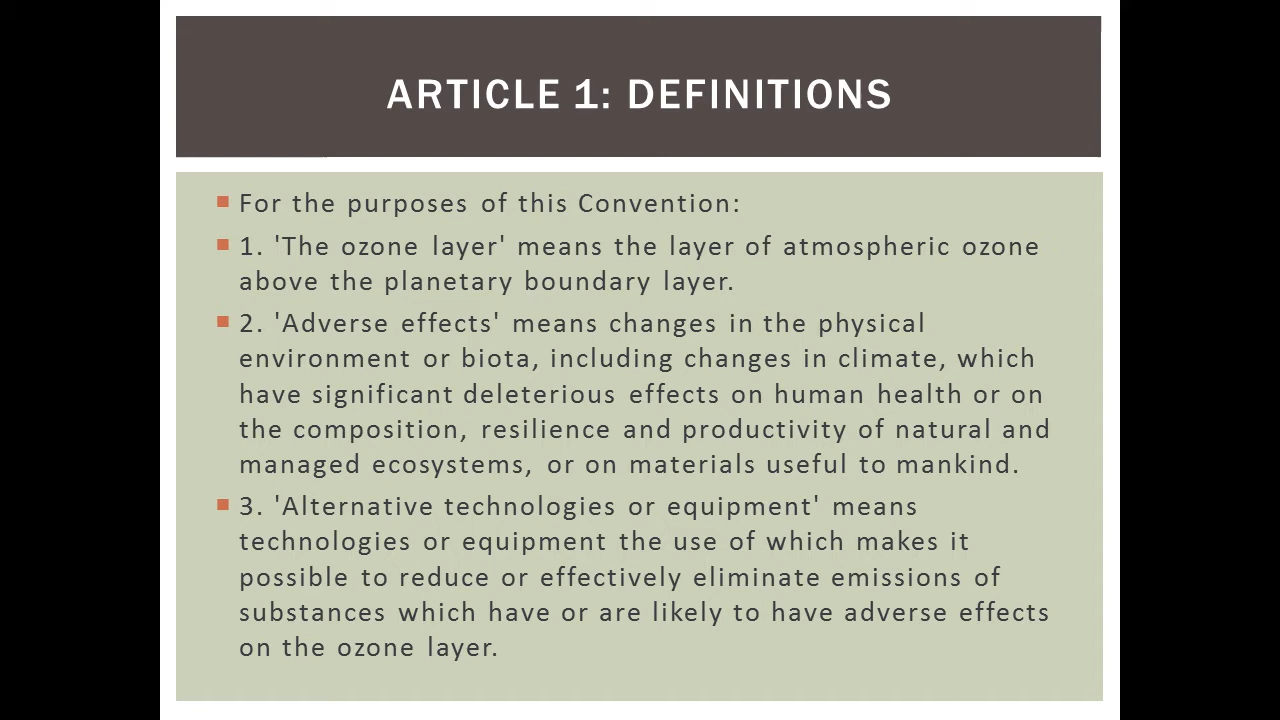 ARTICLE 1: DEFINITIONS
For the purposes of this Convention:
1. 'The ozone layer' means the layer of atmospheric ozone
above the planetary boundary layer.
2. 'Adverse effects' means changes in the physical
environment or biota, including changes in climate, which
have significant deleterious effects on human health or on
the composition, resilience and productivity of natural and
managed ecosystems, or on materials useful to mankind.
3. 'Alternative technologies or equipment' means
technologies or equipment the use of which makes it
possible to reduce or effectively eliminate emissions of
substances which have or are likely to have adverse effects
on the ozone layer.